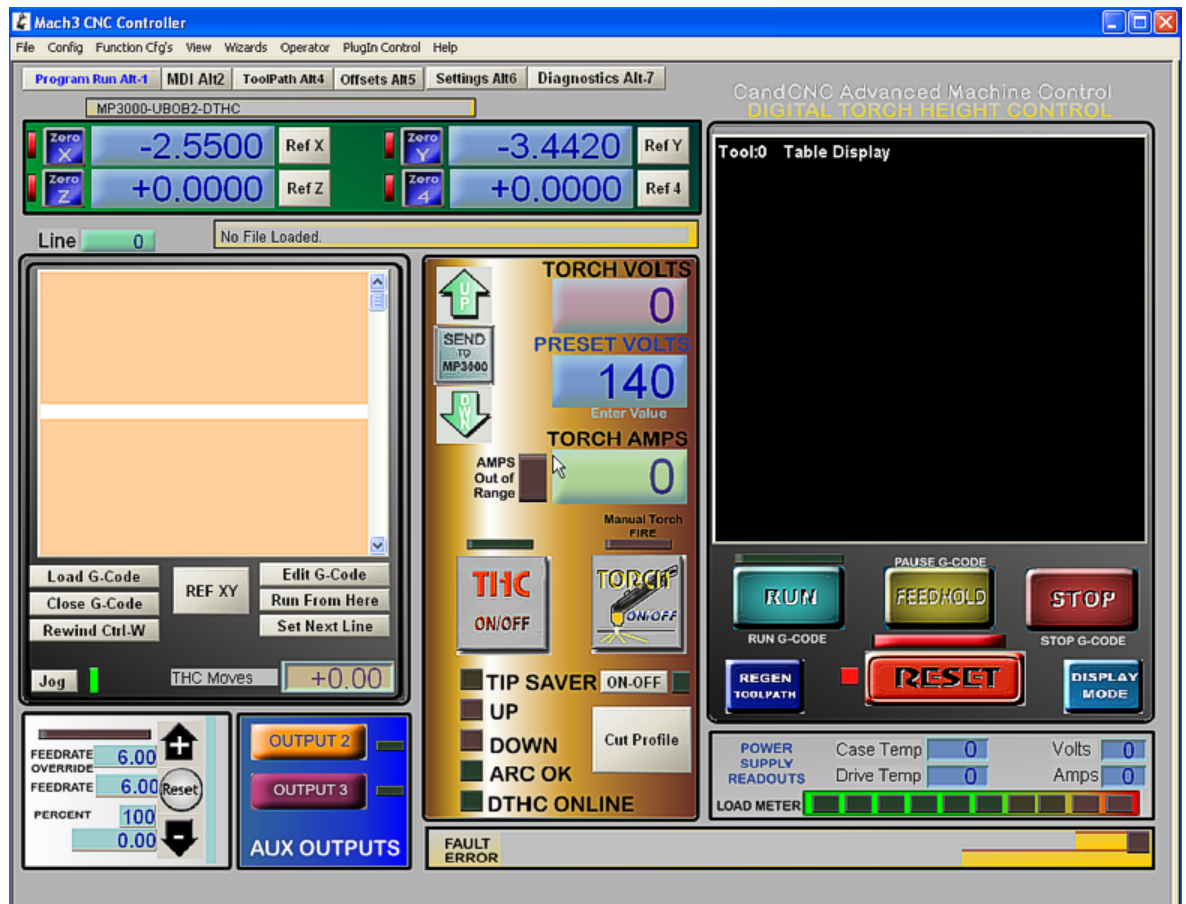 Mach3 CNC Controller
File Config Function Cfg's View Wizards Operator PlugIn Control Help
Program Run Alt-1 MDI Alt2 ToolPath Alt4 Offsets Alt5 Settings Alt6 Diagnostics Alt-7
CandCNC Advanced Machine Control
DIGITAL TORCH HEIGHT CONTROL
MP3000-UBOB2-DTHC
Zero X -2.5500 Ref X Zero Y -3.4420 Ref Y
Zero Z +0.0000 Ref Z Zero 4 +0.0000 Ref 4
Tool:0 Table Display
Line 0 No File Loaded.
UP
SEND TO MP3000
DWN
TORCH VOLTS
0
PRESET VOLTS
140
Enter Value
TORCH AMPS
AMPS Out of Range
0
Manual Torch FIRE
THC ON/OFF
TORCH ON/OFF
Load G-Code
Close G-Code
Rewind Ctrl-W
REF XY
Edit G-Code
Run From Here
Set Next Line
Jog
THC Moves +0.00
TIP SAVER ON-OFF
UP
DOWN
ARC OK
DTHC ONLINE
Cut Profile
PAUSE G-CODE
RUN
FEEDHOLD
STOP
RUN G-CODE
STOP G-CODE
REGEN TOOLPATH
RESET
DISPLAY MODE
FEEDRATE OVERRIDE 6.00
FEEDRATE 6.00
Reset
PERCENT 100
0.00
OUTPUT 2
OUTPUT 3
AUX OUTPUTS
POWER SUPPLY READOUTS
Case Temp 0 Volts 0
Drive Temp 0 Amps 0
LOAD METER
FAULT ERROR